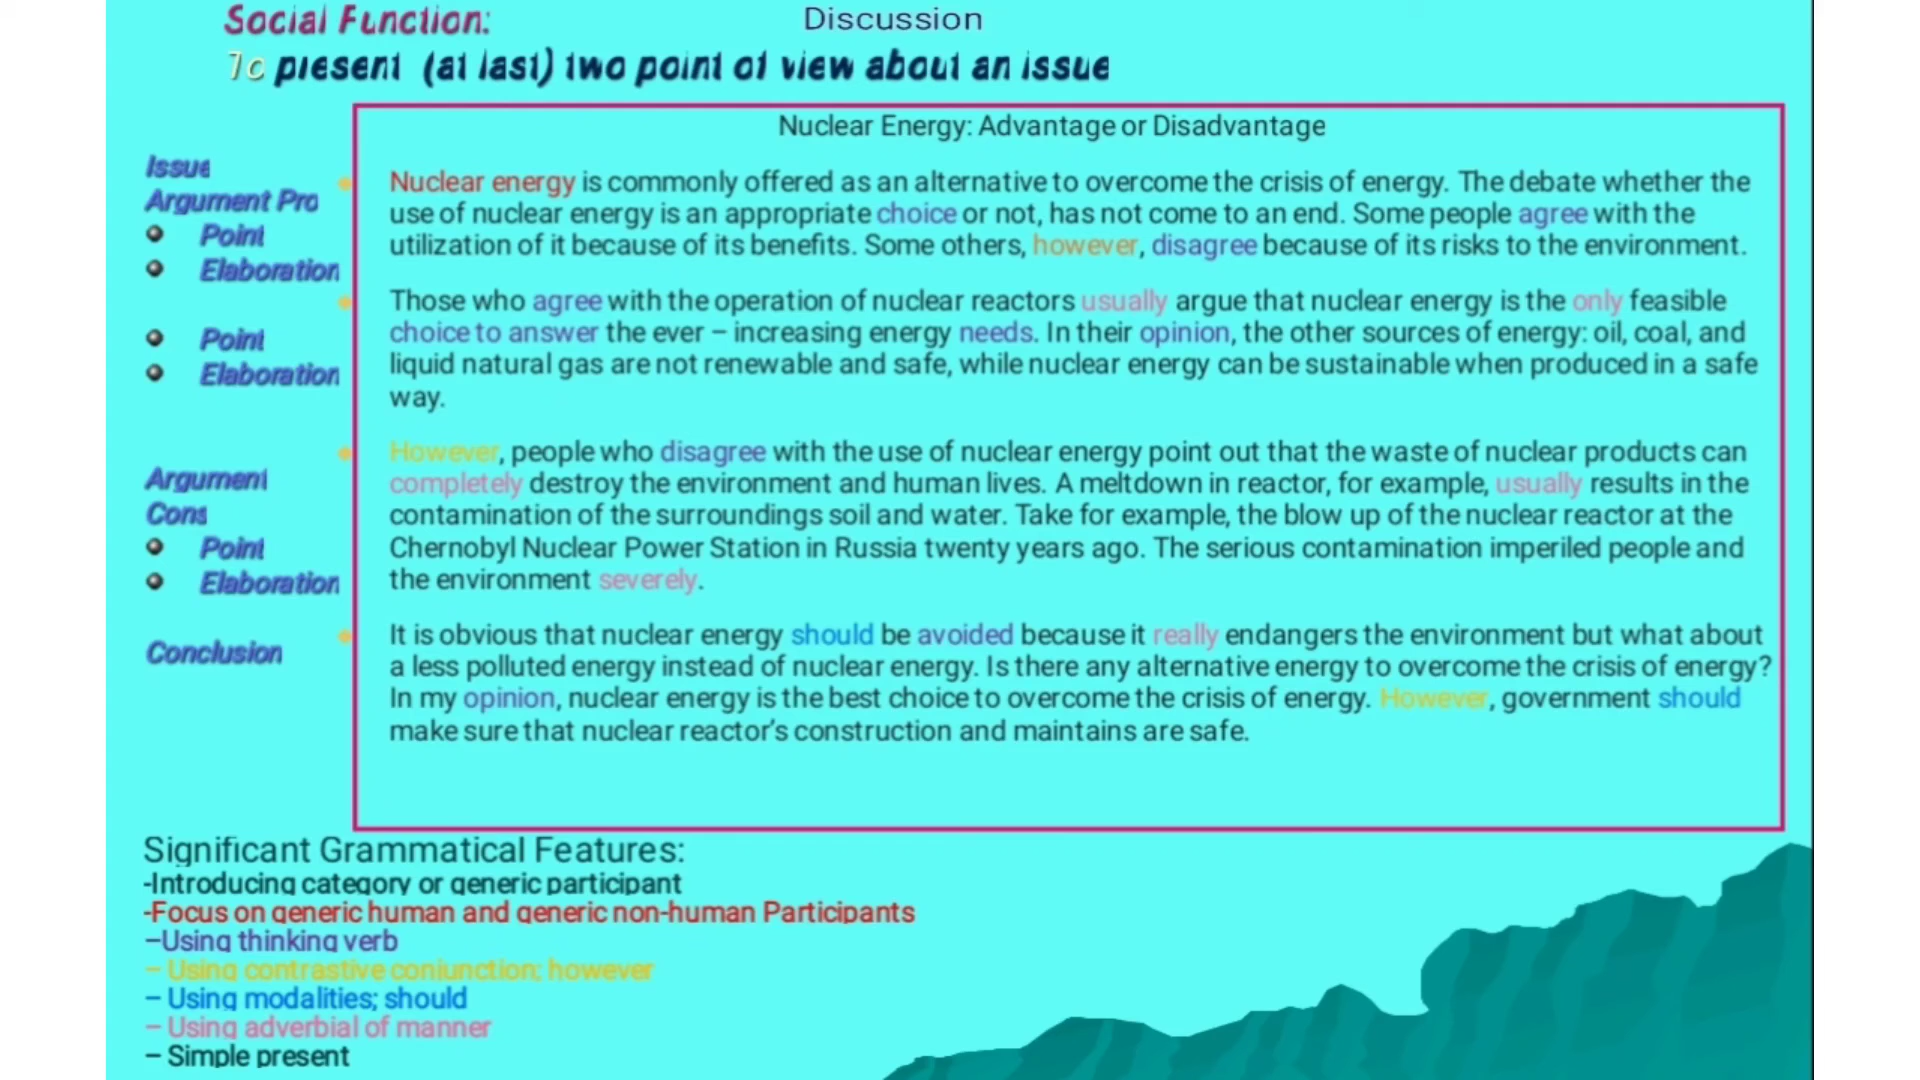 Social Function:
Discussion
To present (at last) two point of view about an issue
Nuclear Energy: Advantage or Disadvantage
Issue
Argument Pro
Point
Elaboration
Point
Elaboration
Argument
Cons
Point
Elaboration
Conclusion
Nuclear energy is commonly offered as an alternative to overcome the crisis of energy. The debate whether the
use of nuclear energy is an appropriate choice or not, has not come to an end. Some people agree with the
utilization of it because of its benefits. Some others, however, disagree because of its risks to the environment.
Those who agree with the operation of nuclear reactors usually argue that nuclear energy is the only feasible
choice to answer the ever – increasing energy needs. In their opinion, the other sources of energy: oil, coal, and
liquid natural gas are not renewable and safe, while nuclear energy can be sustainable when produced in a safe
way.
However, people who disagree with the use of nuclear energy point out that the waste of nuclear products can
completely destroy the environment and human lives. A meltdown in reactor, for example, usually results in the
contamination of the surroundings soil and water. Take for example, the blow up of the nuclear reactor at the
Chernobyl Nuclear Power Station in Russia twenty years ago. The serious contamination imperiled people and
the environment severely.
It is obvious that nuclear energy should be avoided because it really endangers the environment but what about
a less polluted energy instead of nuclear energy. Is there any alternative energy to overcome the crisis of energy?
In my opinion, nuclear energy is the best choice to overcome the crisis of energy. However, government should
make sure that nuclear reactor's construction and maintains are safe.
Significant Grammatical Features:
-Introducing category or generic participant
-Focus on generic human and generic non-human Participants
–Using thinking verb
– Using contrastive conjunction; however
– Using modalities; should
– Using adverbial of manner
– Simple present